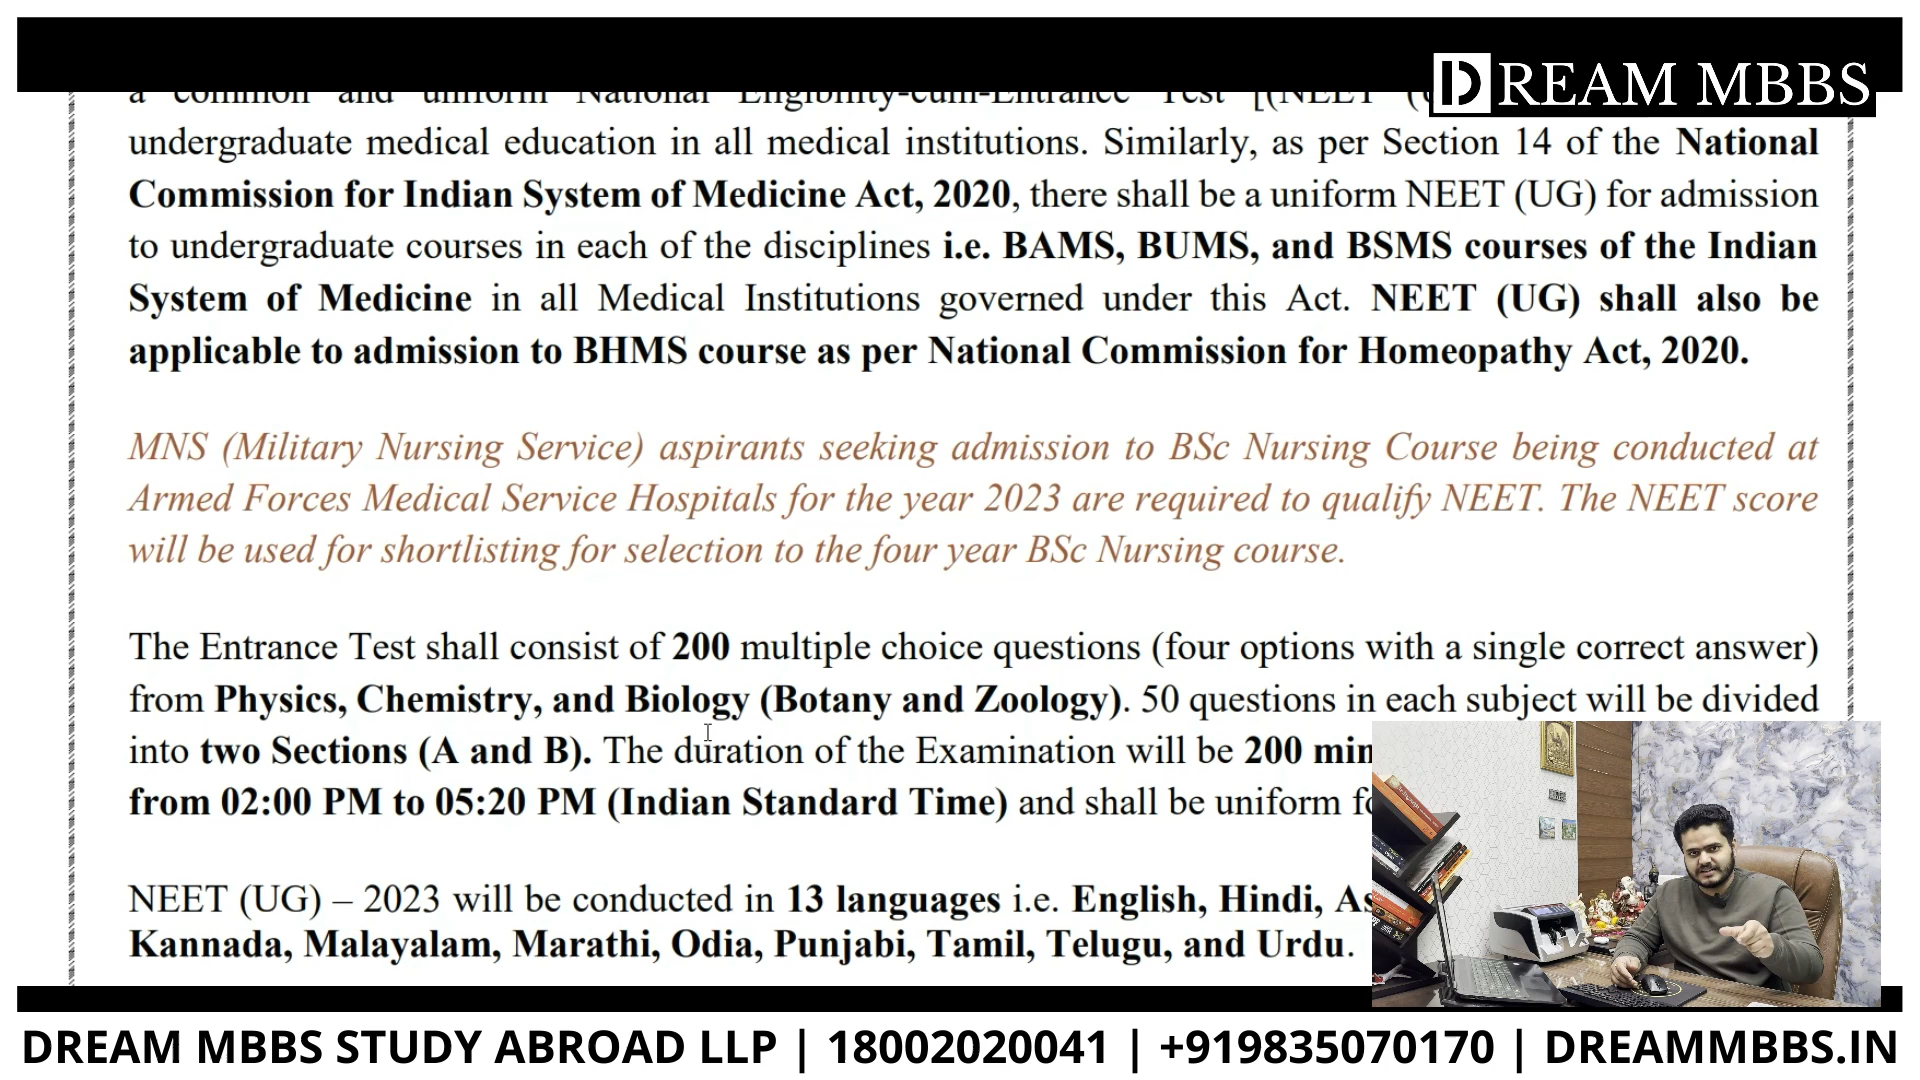 DREAM MBBS
a common and uniform National Eligibility-cum-Entrance Test [(NEET
undergraduate medical education in all medical institutions. Similarly, as per Section 14 of the National
Commission for Indian System of Medicine Act, 2020, there shall be a uniform NEET (UG) for admission
to undergraduate courses in each of the disciplines i.e. BAMS, BUMS, and BSMS courses of the Indian
System of Medicine in all Medical Institutions governed under this Act. NEET (UG) shall also be
applicable to admission to BHMS course as per National Commission for Homeopathy Act, 2020.
MNS (Military Nursing Service) aspirants seeking admission to BSc Nursing Course being conducted at
Armed Forces Medical Service Hospitals for the year 2023 are required to qualify NEET. The NEET score
will be used for shortlisting for selection to the four year BSc Nursing course.
The Entrance Test shall consist of 200 multiple choice questions (four options with a single correct answer)
from Physics, Chemistry, and Biology (Botany and Zoology). 50 questions in each subject will be divided
into two Sections (A and B). The duration of the Examination will be 200 min
from 02:00 PM to 05:20 PM (Indian Standard Time) and shall be uniform fo
NEET (UG) – 2023 will be conducted in 13 languages i.e. English, Hindi, As
Kannada, Malayalam, Marathi, Odia, Punjabi, Tamil, Telugu, and Urdu.
DREAM MBBS STUDY ABROAD LLP | 18002020041 | +919835070170 | DREAMMBBS.IN